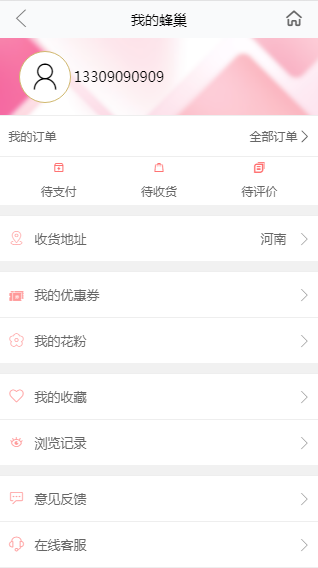 我的蜂巢
13309090909
我的订单 全部订单
待支付 待收货 待评价
收货地址 河南
我的优惠券
我的花粉
我的收藏
浏览记录
意见反馈
在线客服